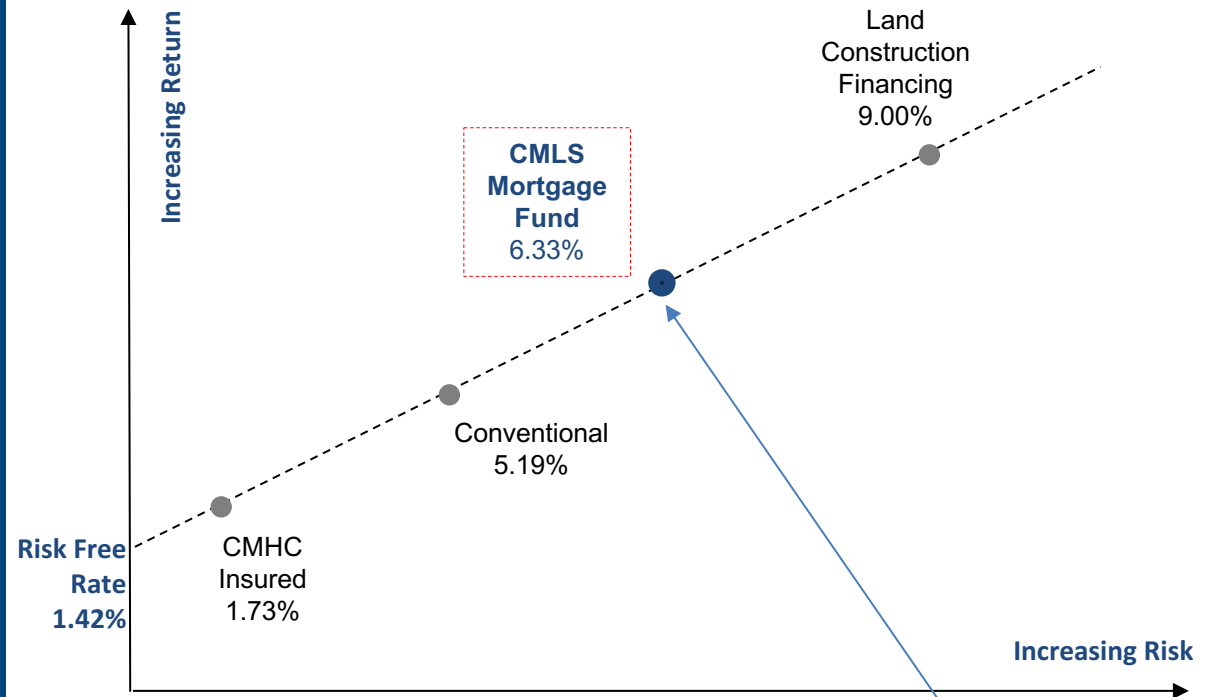 Increasing Return
Land
Construction
Financing
9.00%
CMLS
Mortgage
Fund
6.33%
Conventional
5.19%
Risk Free
Rate
1.42%
CMHC
Insured
1.73%
Increasing Risk